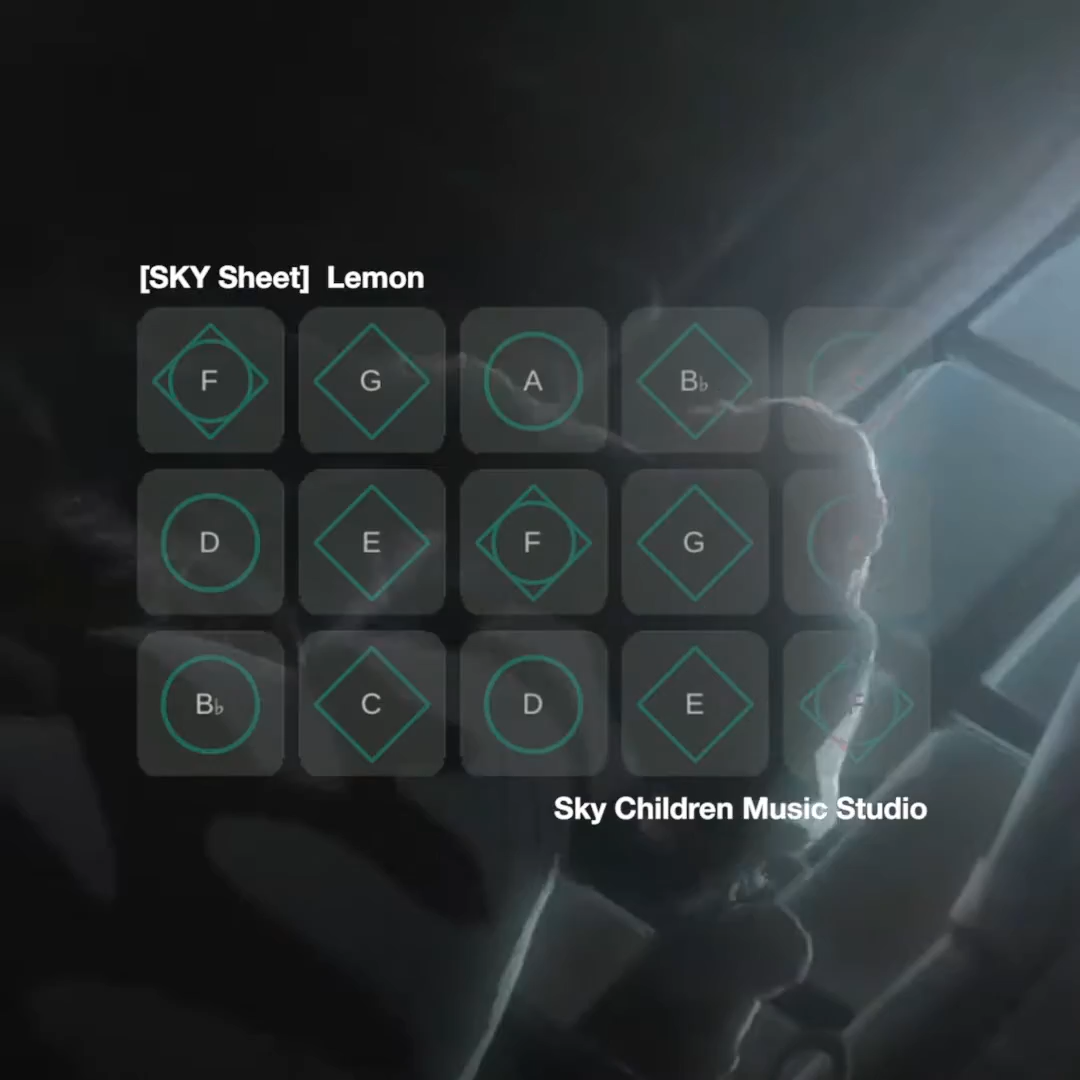 [SKY Sheet] Lemon
F G A B♭
D E F G
B♭ C D E
Sky Children Music Studio